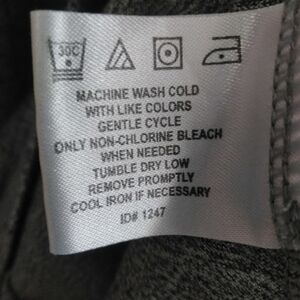 30C
MACHINE WASH COLD
WITH LIKE COLORS
GENTLE CYCLE
ONLY NON-CHLORINE BLEACH
WHEN NEEDED
TUMBLE DRY LOW
REMOVE PROMPTLY
COOL IRON IF NECESSARY
ID# 1247